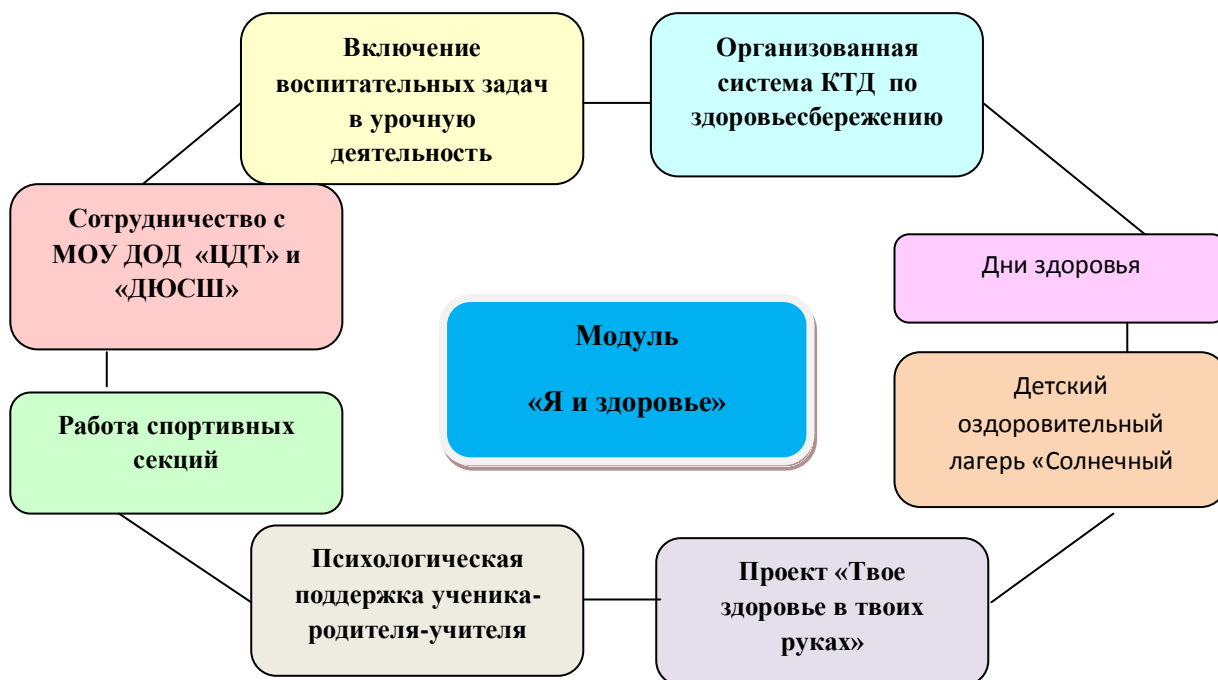 Включение
воспитательных задач
в урочную
деятельность
Организованная
система КТД по
здоровьесбережению
Сотрудничество с
МОУ ДОД «ЦДТ» и
«ДЮСШ»
Дни здоровья
Модуль
«Я и здоровье»
Детский
оздоровительный
лагерь «Солнечный
Работа спортивных
секций
Психологическая
поддержка ученика-
родителя-учителя
Проект «Твое
здоровье в твоих
руках»